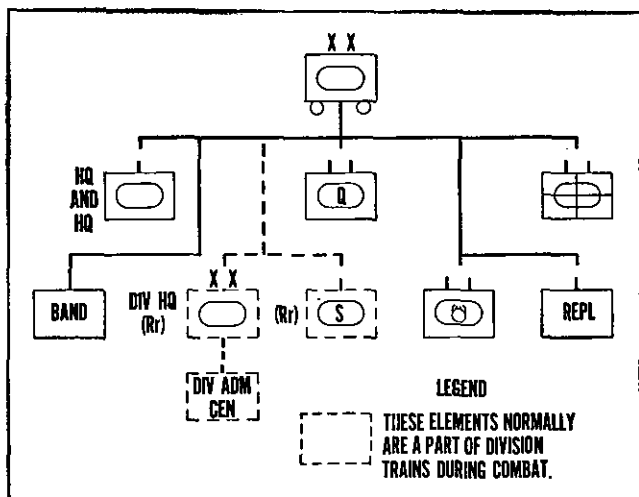 X X
HQ
AND
HQ
Q
BAND
DIV HQ
(Rr)
X X
(Rr)
S
REPL
DIV ADM
CEN
LEGEND
THESE ELEMENTS NORMALLY
ARE A PART OF DIVISION
TRAINS DURING COMBAT.